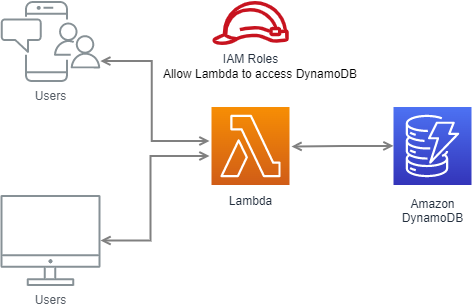 Users
IAM Roles
Allow Lambda to access DynamoDB
Lambda
Amazon
DynamoDB
Users